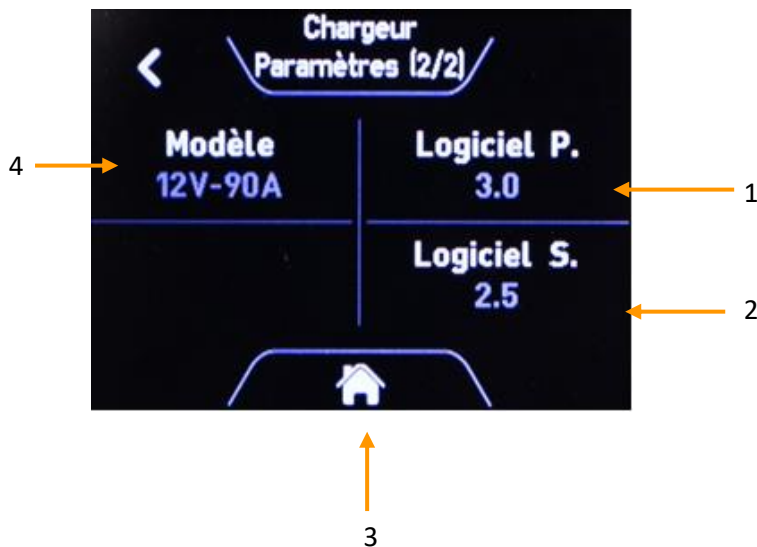 Chargeur
Paramètres (2/2)
Modèle
12V-90A
Logiciel P.
3.0
Logiciel S.
2.5
4
1
2
3